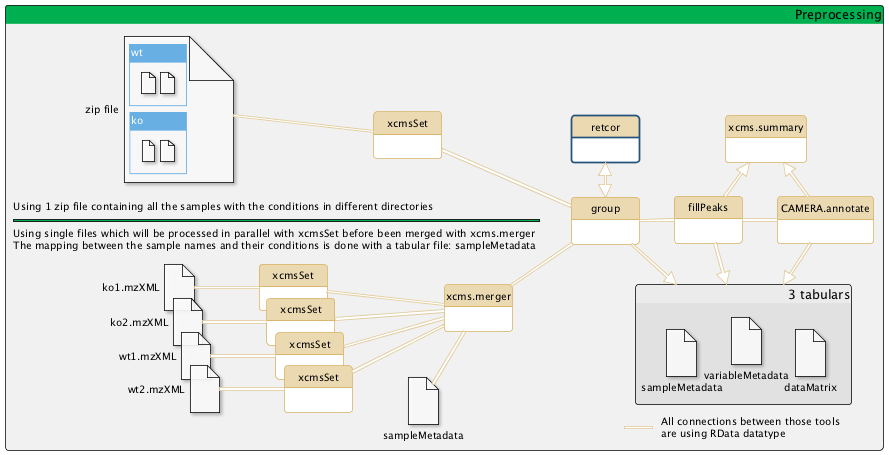 Preprocessing
wt
ko
zip file
xcmsSet
retcor
xcms.summary
group
fillPeaks
CAMERA.annotate
Using 1 zip file containing all the samples with the conditions in different directories
Using single files which will be processed in parallel with xcmsSet before been merged with xcms.merger
The mapping between the sample names and their conditions is done with a tabular file: sampleMetadata
ko1.mzXML
xcmsSet
ko2.mzXML
xcmsSet
wt1.mzXML
xcmsSet
wt2.mzXML
xcmsSet
xcms.merger
sampleMetadata
3 tabulars
sampleMetadata
variableMetadata
dataMatrix
All connections between those tools
are using RData datatype